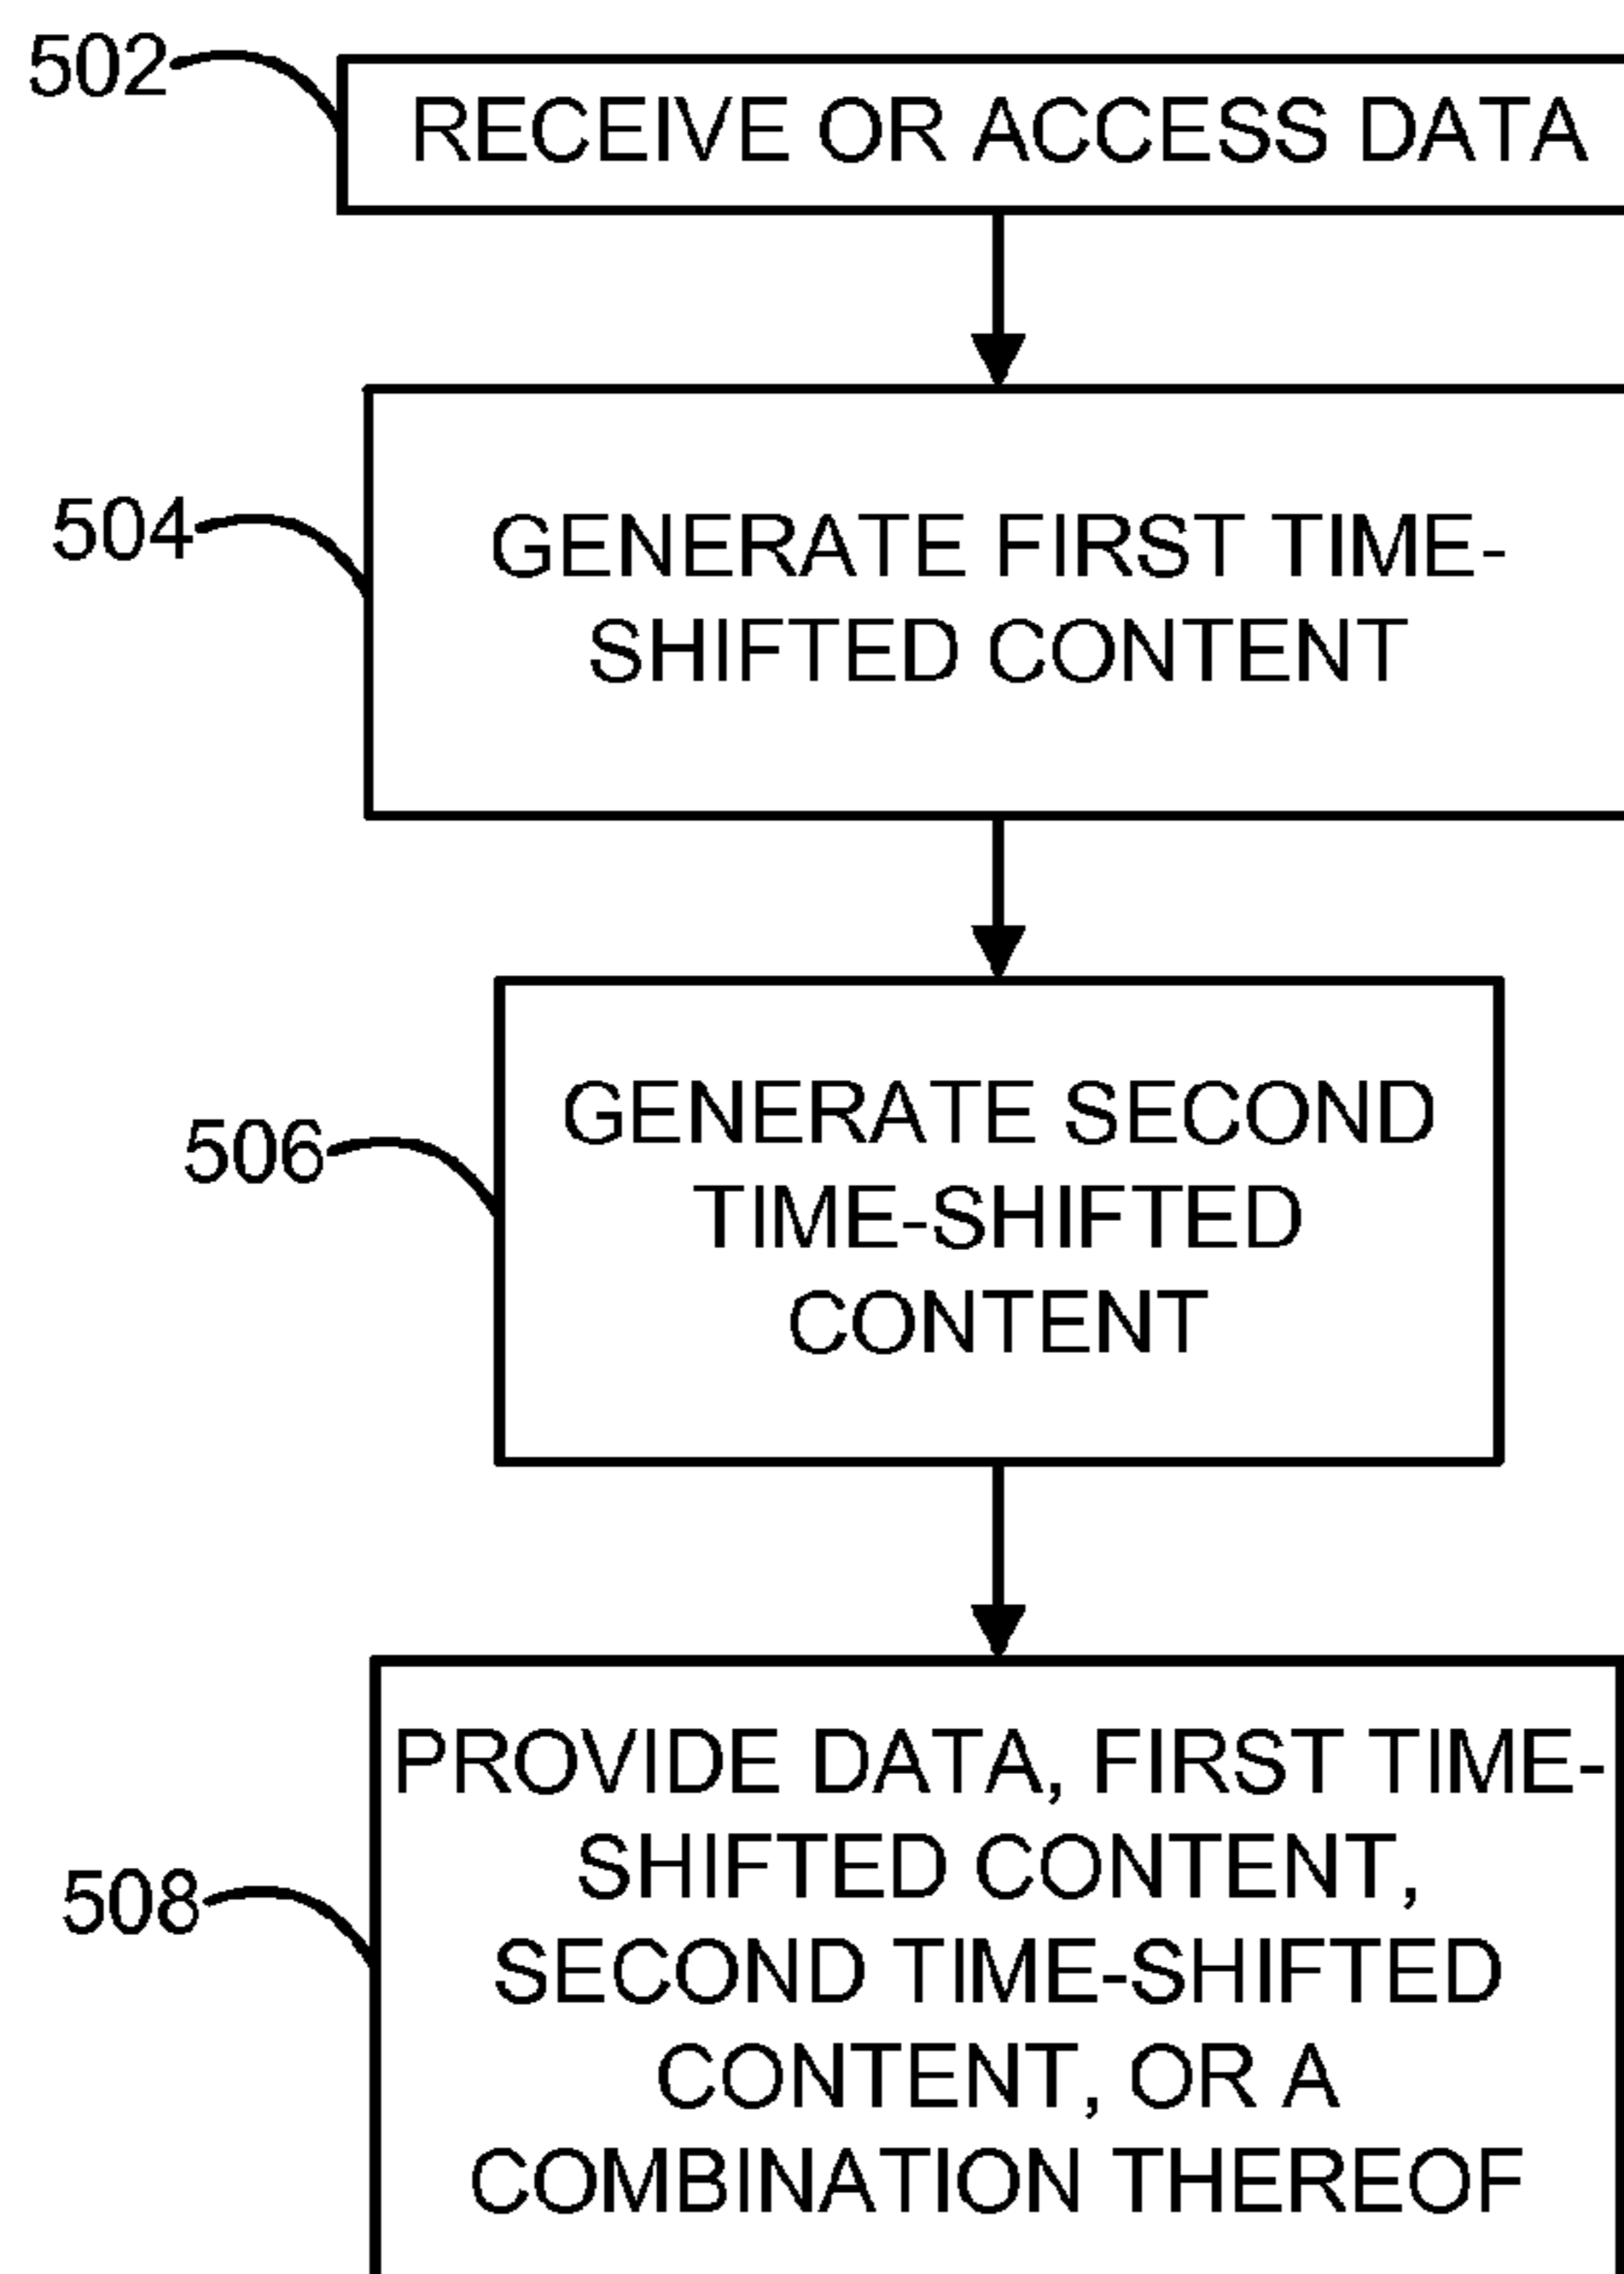 502
RECEIVE OR ACCESS DATA
504
GENERATE FIRST TIME-
SHIFTED CONTENT
506
GENERATE SECOND
TIME-SHIFTED
CONTENT
508
PROVIDE DATA, FIRST TIME-
SHIFTED CONTENT,
SECOND TIME-SHIFTED
CONTENT, OR A
COMBINATION THEREOF